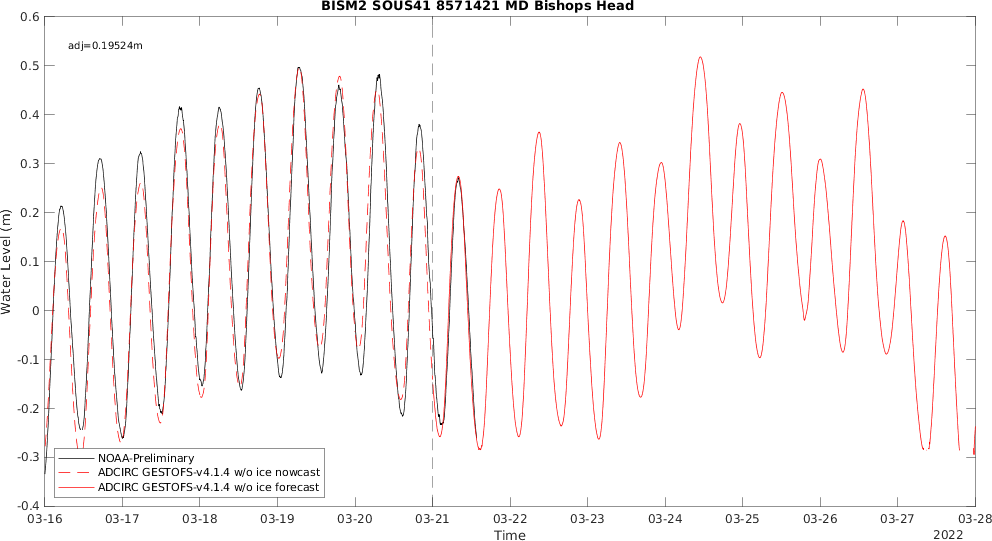 BISM2 SOUS41 8571421 MD Bishops Head
adj=0.19524m
0.6
0.5
0.4
0.3
0.2
0.1
0
-0.1
-0.2
-0.3
-0.4
Water Level (m)
NOAA-Preliminary
ADCIRC GESTOFS-v4.1.4 w/o ice nowcast
ADCIRC GESTOFS-v4.1.4 w/o ice forecast
03-16 03-17 03-18 03-19 03-20 03-21 03-22 03-23 03-24 03-25 03-26 03-27 03-28
Time
2022